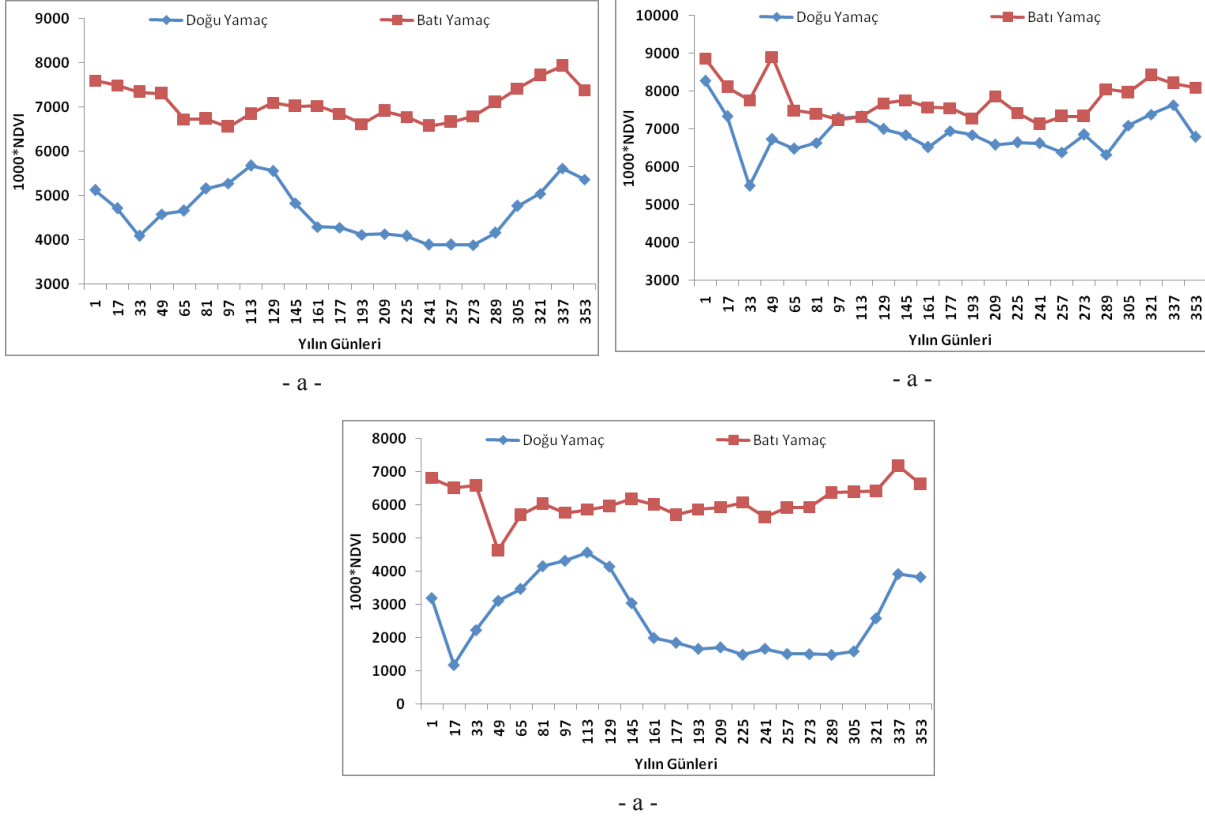 Doğu Yamaç Batı Yamaç
9000
8000
7000
6000
5000
4000
3000
1000*NDVI
1 17 33 49 65 81 97 113 129 145 161 177 193 209 225 241 257 273 289 305 321 337 353
Yılın Günleri
- a -
Doğu Yamaç Batı Yamaç
10000
9000
8000
7000
6000
5000
4000
3000
1000*NDVI
1 17 33 49 65 81 97 113 129 145 161 177 193 209 225 241 257 273 289 305 321 337 353
Yılın Günleri
- a -
Doğu Yamaç Batı Yamaç
8000
7000
6000
5000
4000
3000
2000
1000
0
1000*NDVI
1 17 33 49 65 81 97 113 129 145 161 177 193 209 225 241 257 273 289 305 321 337 353
Yılın Günleri
- a -